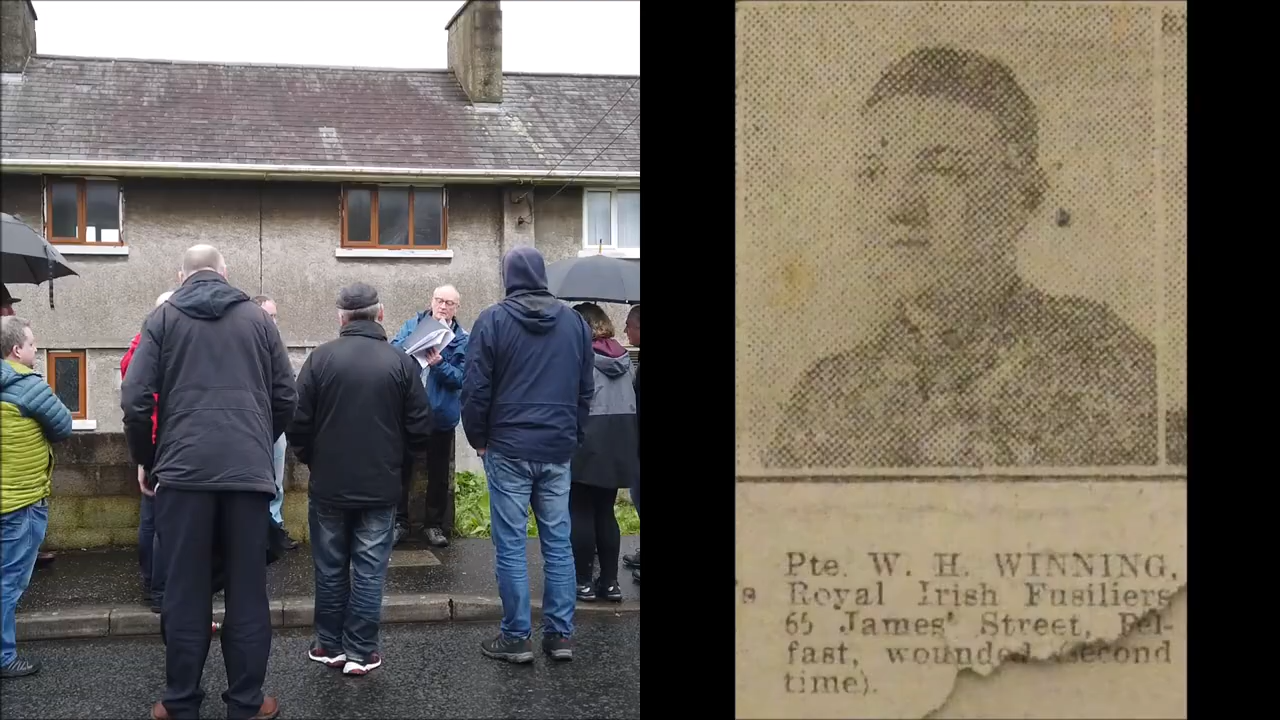 Pte. W. H. WINNING,
s Royal Irish Fusiliers
65 James' Street, Bel-
fast, wounded (second
time).